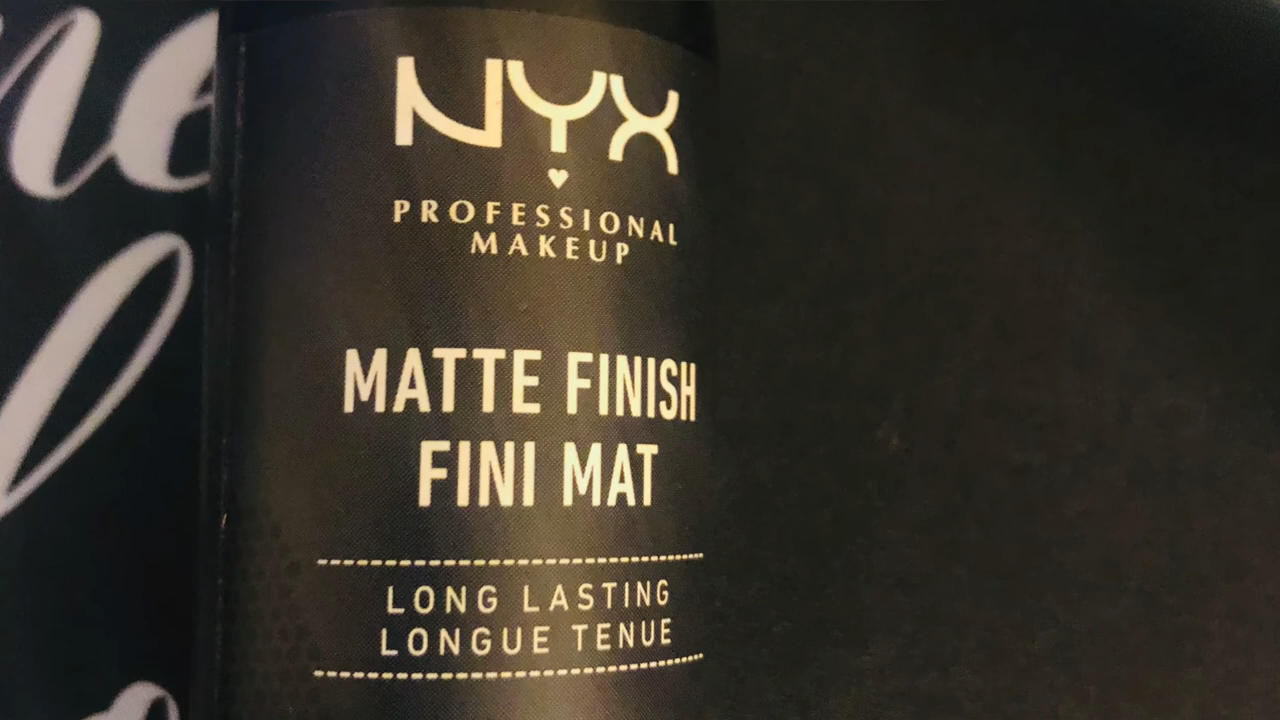 NYX
PROFESSIONAL
MAKEUP
MATTE FINISH
FINI MAT
LONG LASTING
LONGUE TENUE